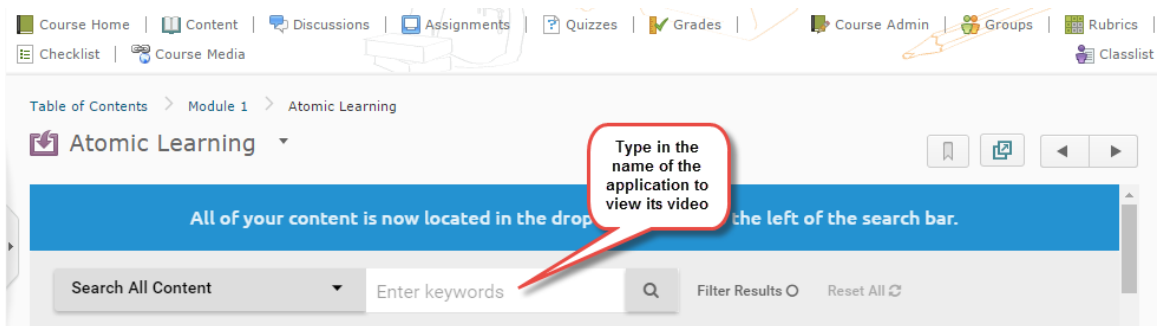 Course Home | Content | Discussions | Assignments | Quizzes | Grades | Course Admin | Groups | Rubrics |
Checklist | Course Media Classlist
Table of Contents > Module 1 > Atomic Learning
Atomic Learning
Type in the
name of the
application to
view its video
All of your content is now located in the drop the left of the search bar.
Search All Content Enter keywords Filter Results Reset All